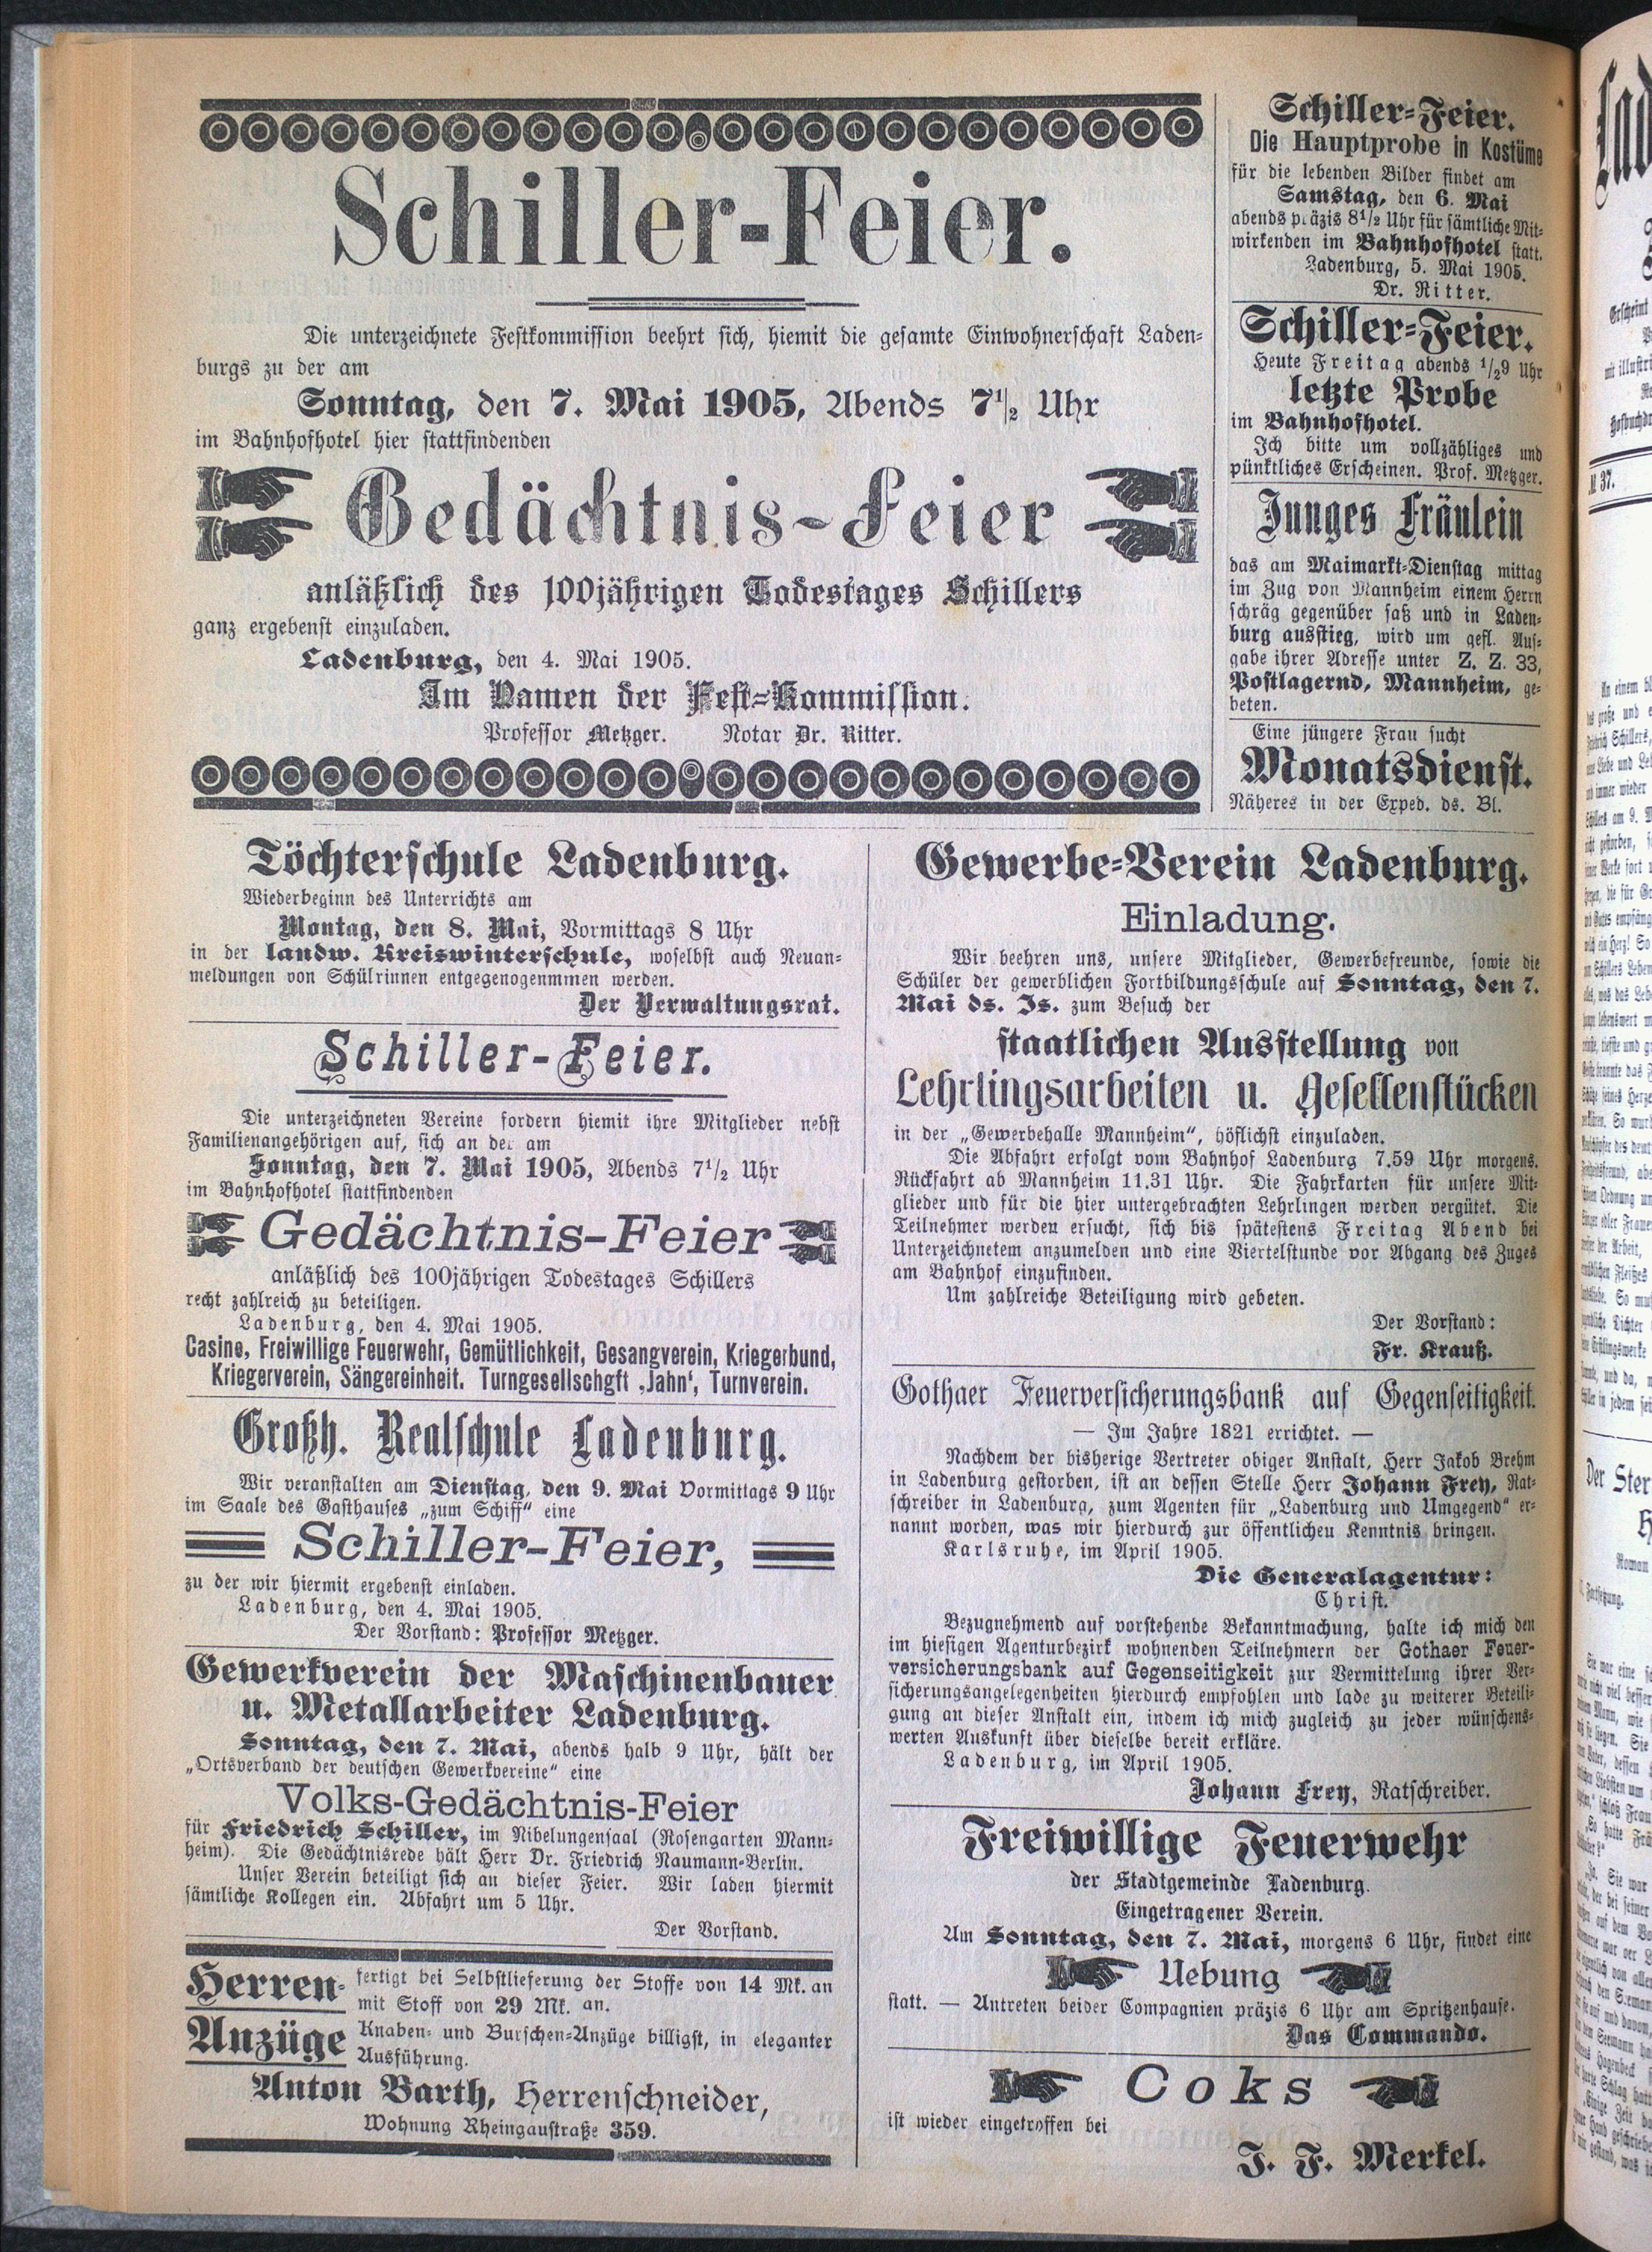 Schiller-Feier.
Die unterzeichnete Festkommission beehrt sich, hiemit die gesamte Einwohnerschaft Laden-
burgs zu der am
Sonntag, den 7. Mai 1905, Abends 7½ Uhr
im Bahnhofhotel hier stattfindenden
Gedächtnis-Feier
anläßlich des 100jährigen Todestages Schillers
ganz ergebenst einzuladen.
Ladenburg, den 4. Mai 1905.
Im Namen der Fest-Kommission.
Professor Metzger. Notar Dr. Ritter.
Schiller-Feier.
Die Hauptprobe in Kostüme
für die lebenden Bilder findet am
Samstag, den 6. Mai
abends präzis 8½ Uhr für sämtliche Mit-
wirkenden im Bahnhofhotel statt.
Ladenburg, 5. Mai 1905.
Dr. Ritter.
Schiller-Feier.
Heute Freitag abends ½9 Uhr
letzte Probe
im Bahnhofhotel.
Ich bitte um vollzähliges und
pünktliches Erscheinen. Prof. Metzger.
Junges Fräulein
das am Maimarkt-Dienstag mittag
im Zug von Mannheim einem Herrn
schräg gegenüber saß und in Laden-
burg ausstieg, wird um gefl. Auf-
gabe ihrer Adresse unter Z. Z. 33,
Postlagernd, Mannheim, ge-
beten.
Eine jüngere Frau sucht
Monatsdienst.
Näheres in der Exped. ds. Bl.
Töchterschule Ladenburg.
Wiederbeginn des Unterrichts am
Montag, den 8. Mai, Vormittags 8 Uhr
in der landw. Kreiswinterschule, woselbst auch Neuan-
meldungen von Schülrinnen entgegenogenmmen werden.
Der Verwaltungsrat.
Schiller-Feier.
Die unterzeichneten Vereine fordern hiemit ihre Mitglieder nebst
Familienangehörigen auf, sich an der am
Sonntag, den 7. Mai 1905, Abends 7½ Uhr
im Bahnhofhotel stattfindenden
Gedächtnis-Feier
anläßlich des 100jährigen Todestages Schillers
recht zahlreich zu beteiligen.
Ladenburg, den 4. Mai 1905.
Casino, Freiwillige Feuerwehr, Gemütlichkeit, Gesangverein, Kriegerbund,
Kriegerverein, Sängereinheit. Turngesellschgft ‚Jahn‘, Turnverein.
Großh. Realschule Ladenburg.
Wir veranstalten am Dienstag, den 9. Mai Vormittags 9 Uhr
im Saale des Gasthauses „zum Schiff“ eine
Schiller-Feier,
zu der wir hiermit ergebenst einladen.
Ladenburg, den 4. Mai 1905.
Der Vorstand: Professor Metzger.
Gewerkverein der Maschinenbauer
u. Metallarbeiter Ladenburg.
Sonntag, den 7. Mai, abends halb 9 Uhr, hält der
„Ortsverband der deutschen Gewerkvereine“ eine
Volks-Gedächtnis-Feier
für Friedrich Schiller, im Nibelungensaal (Rosengarten Mann-
heim). Die Gedächtnisrede hält Herr Dr. Friedrich Naumann-Berlin.
Unser Verein beteiligt sich an dieser Feier. Wir laden hiermit
sämtliche Kollegen ein. Abfahrt um 5 Uhr.
Der Vorstand.
Herren-
Anzüge
fertigt bei Selbstlieferung der Stoffe von 14 Mk. an
mit Stoff von 29 Mk. an.
Knaben- und Burschen-Anzüge billigst, in eleganter
Ausführung.
Anton Barth, Herrenschneider,
Wohnung Rheingaustraße 359.
Gewerbe-Verein Ladenburg.
Einladung.
Wir beehren uns, unsere Mitglieder, Gewerbefreunde, sowie die
Schüler der gewerblichen Fortbildungsschule auf Sonntag, den 7.
Mai ds. Js. zum Besuch der
staatlichen Ausstellung von
Lehrlingsarbeiten u. Gesellenstücken
in der „Gewerbehalle Mannheim“, höflichst einzuladen.
Die Abfahrt erfolgt vom Bahnhof Ladenburg 7.59 Uhr morgens.
Rückfahrt ab Mannheim 11.31 Uhr. Die Fahrkarten für unsere Mit-
glieder und für die hier untergebrachten Lehrlingen werden vergütet. Die
Teilnehmer werden ersucht, sich bis spätestens Freitag Abend bei
Unterzeichnetem anzumelden und eine Viertelstunde vor Abgang des Zuges
am Bahnhof einzufinden.
Um zahlreiche Beteiligung wird gebeten.
Der Vorstand:
Fr. Krauß.
Gothaer Feuerversicherungsbank auf Gegenseitigkeit.
— Im Jahre 1821 errichtet. —
Nachdem der bisherige Vertreter obiger Anstalt, Herr Jakob Brehm
in Ladenburg gestorben, ist an dessen Stelle Herr Johann Frey, Rat-
schreiber in Ladenburg, zum Agenten für „Ladenburg und Umgegend“ er-
nannt worden, was wir hierdurch zur öffentlichen Kenntnis bringen.
Karlsruhe, im April 1905.
Die Generalagentur:
Christ.
Bezugnehmend auf vorstehende Bekanntmachung, halte ich mich den
im hiesigen Agenturbezirk wohnenden Teilnehmern der Gothaer Feuer-
versicherungsbank auf Gegenseitigkeit zur Vermittelung ihrer Ver-
sicherungsangelegenheiten hierdurch empfohlen und lade zu weiterer Beteili-
gung an dieser Anstalt ein, indem ich mich zugleich zu jeder wünschens-
werten Auskunft über dieselbe bereit erkläre.
Ladenburg, im April 1905.
Johann Frey, Ratschreiber.
Freiwillige Feuerwehr
der Stadtgemeinde Ladenburg.
Eingetragener Verein.
Am Sonntag, den 7. Mai, morgens 6 Uhr, findet eine
Uebung
statt. — Antreten beider Compagnien präzis 6 Uhr am Spritzenhause.
Das Commando.
Coks
ist wieder eingetroffen bei
J. F. Merkel.